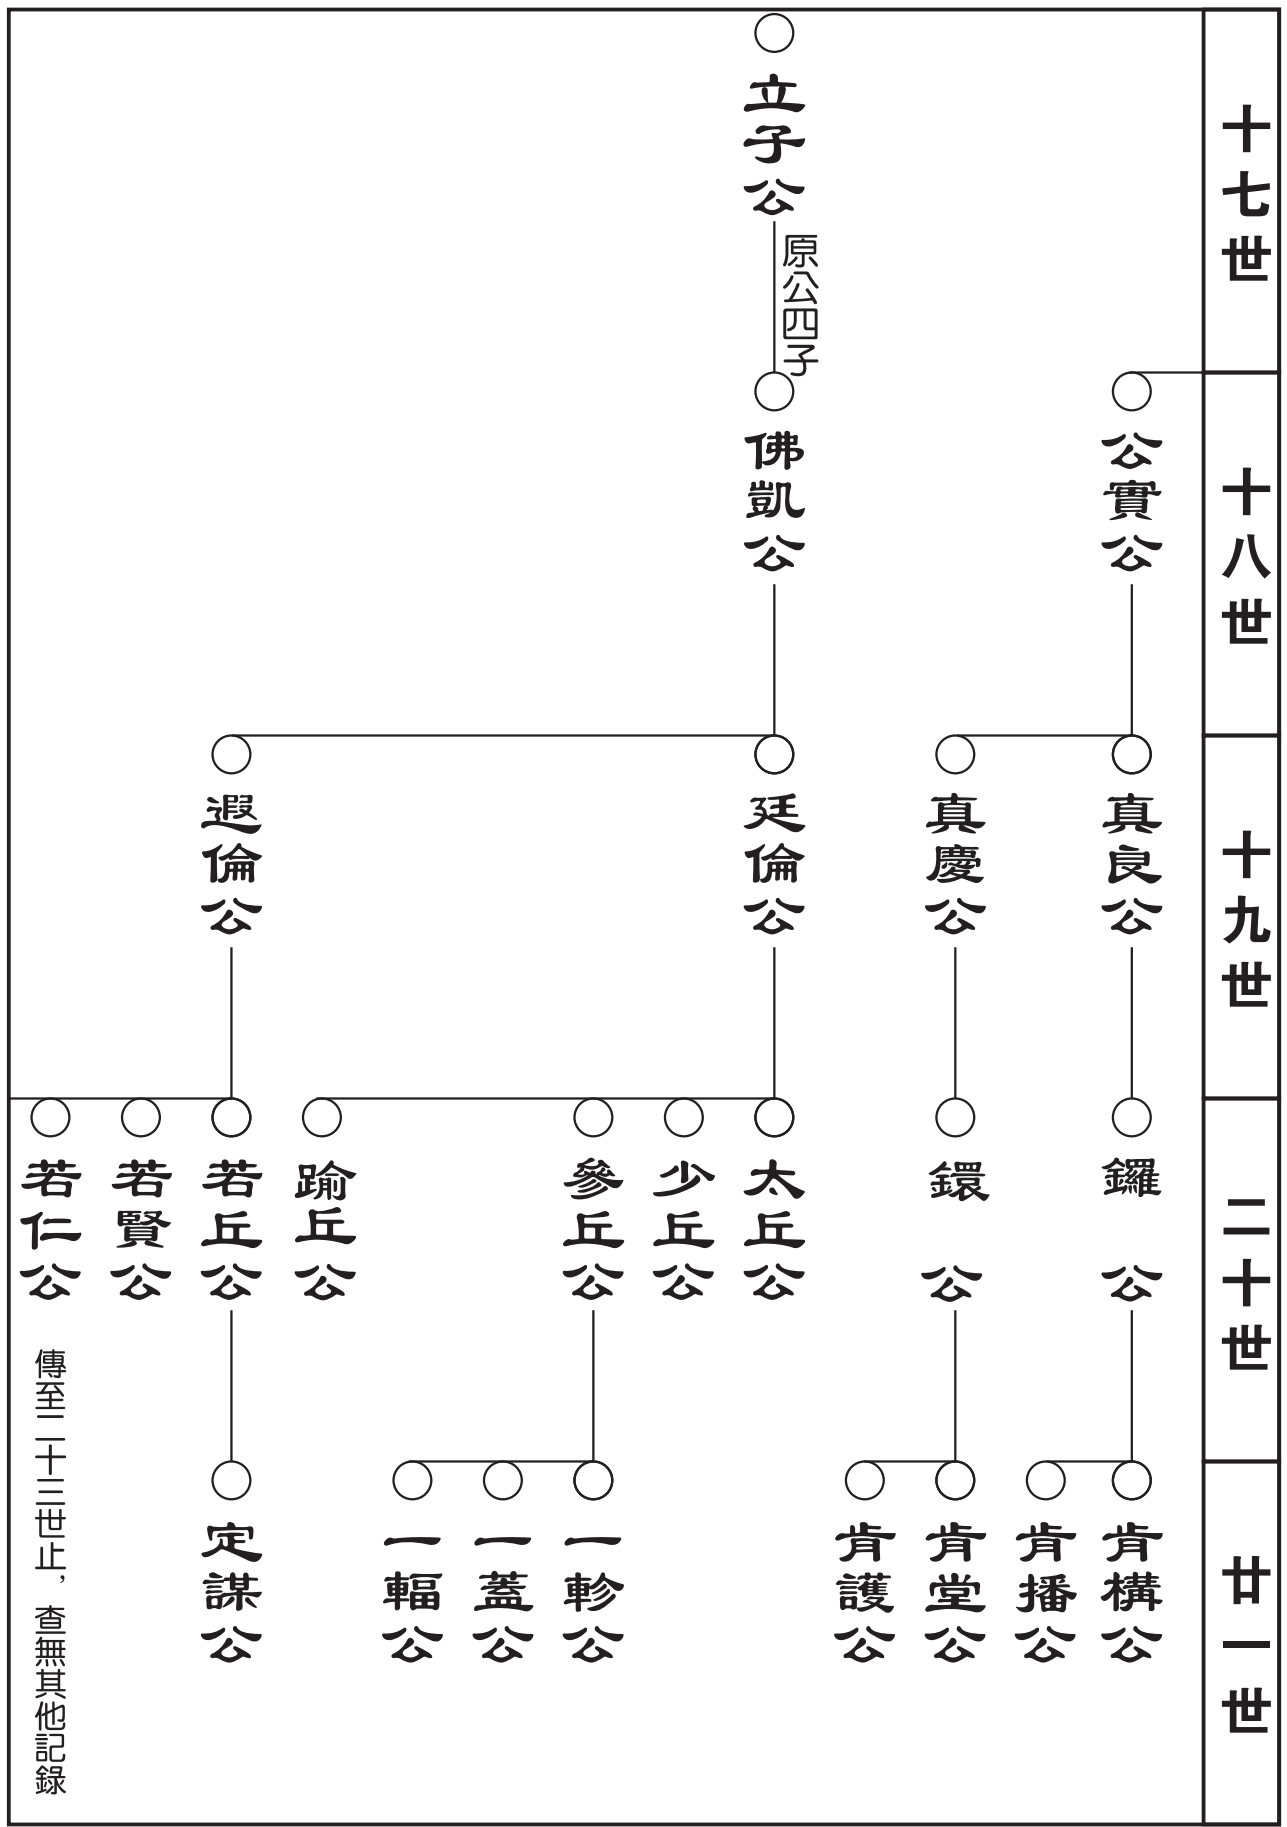 十七世
立子公
原公四子
十八世
公實公
佛凱公
十九世
真良公
真慶公
廷倫公
遐倫公
二十世
鑼公
鐶公
太丘公
少丘公
參丘公
踰丘公
若丘公
若賢公
若仁公
傳至二十三世止，查無其他記錄
廿一世
肯構公
肯播公
肯堂公
肯護公
一軫公
一蓋公
一輻公
定謀公